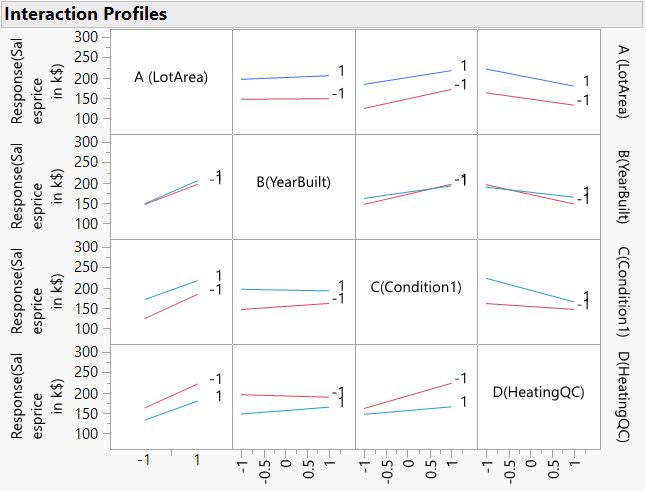 Interaction Profiles
300
250
200
150
100
Response(Sal
esprice
in k$)
A (LotArea)
1
-1
1
-1
1
-1
A (LotArea)
300
250
200
150
100
Response(Sal
esprice
in k$)
1
-1
B(YearBuilt)
1
-1
1
-1
B(YearBuilt)
300
250
200
150
100
Response(Sal
esprice
in k$)
1
-1
1
-1
C(Condition1)
1
-1
C(Condition1)
300
250
200
150
100
Response(Sal
esprice
in k$)
-1
1
-1
1
-1
1
D(HeatingQC)
D(HeatingQC)
-1 1
-1 -0.5 0 0.5 1
-1 -0.5 0 0.5 1
-1 -0.5 0 0.5 1